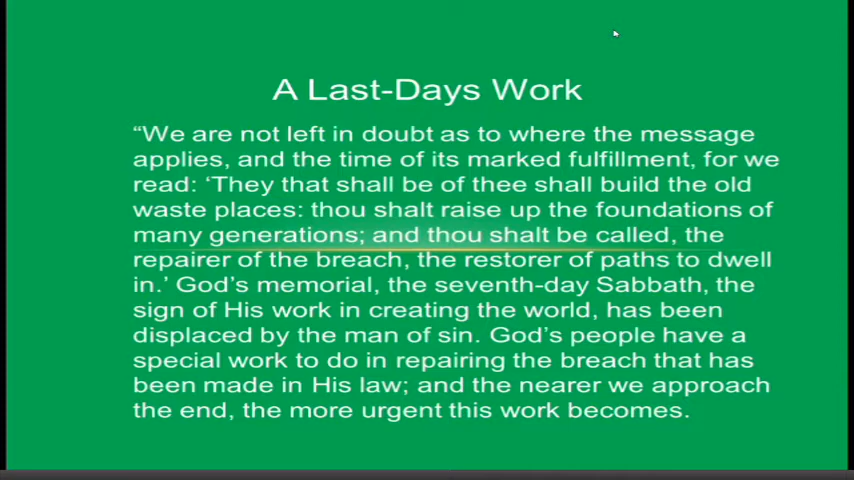 A Last-Days Work
“We are not left in doubt as to where the message
applies, and the time of its marked fulfillment, for we
read: ‘They that shall be of thee shall build the old
waste places: thou shalt raise up the foundations of
many generations; and thou shalt be called, the
repairer of the breach, the restorer of paths to dwell
in.’ God’s memorial, the seventh-day Sabbath, the
sign of His work in creating the world, has been
displaced by the man of sin. God’s people have a
special work to do in repairing the breach that has
been made in His law; and the nearer we approach
the end, the more urgent this work becomes.